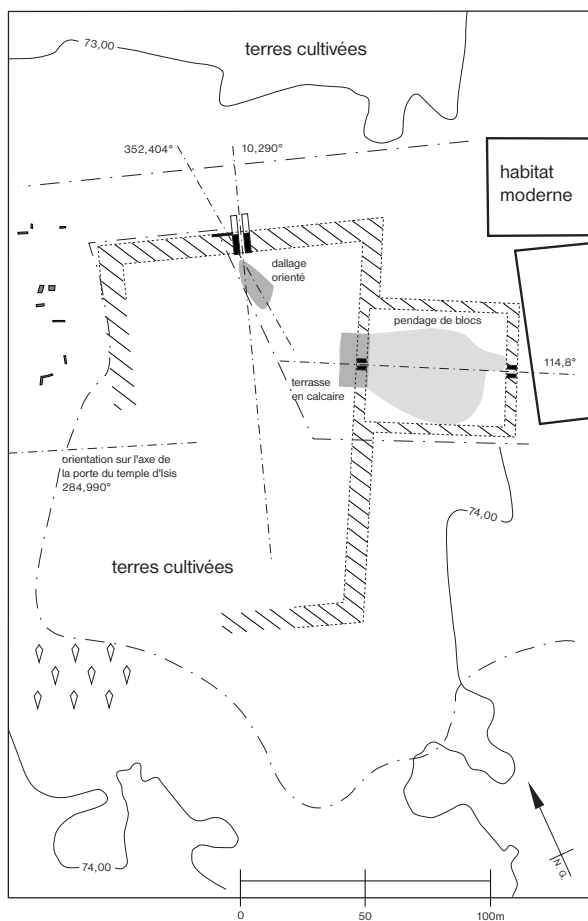 73,00
terres cultivées
352,404°
10,290°
habitat
moderne
dallage
orienté
pendage de blocs
114,8°
terrasse
en calcaire
orientation sur l'axe de
la porte du temple d'Isis
284,990°
74,00
terres cultivées
74,00
N. G.
0
50
100m